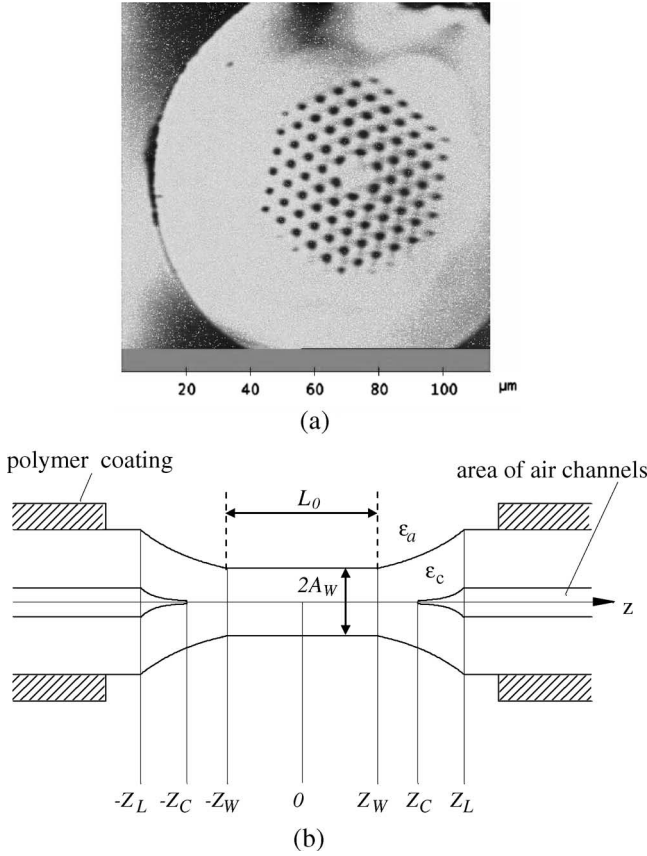 20 40 60 80 100 μm
(a)
polymer coating
area of air channels
L0
εa
εc
2AW
z
-ZL -ZC -ZW 0 ZW ZC ZL
(b)